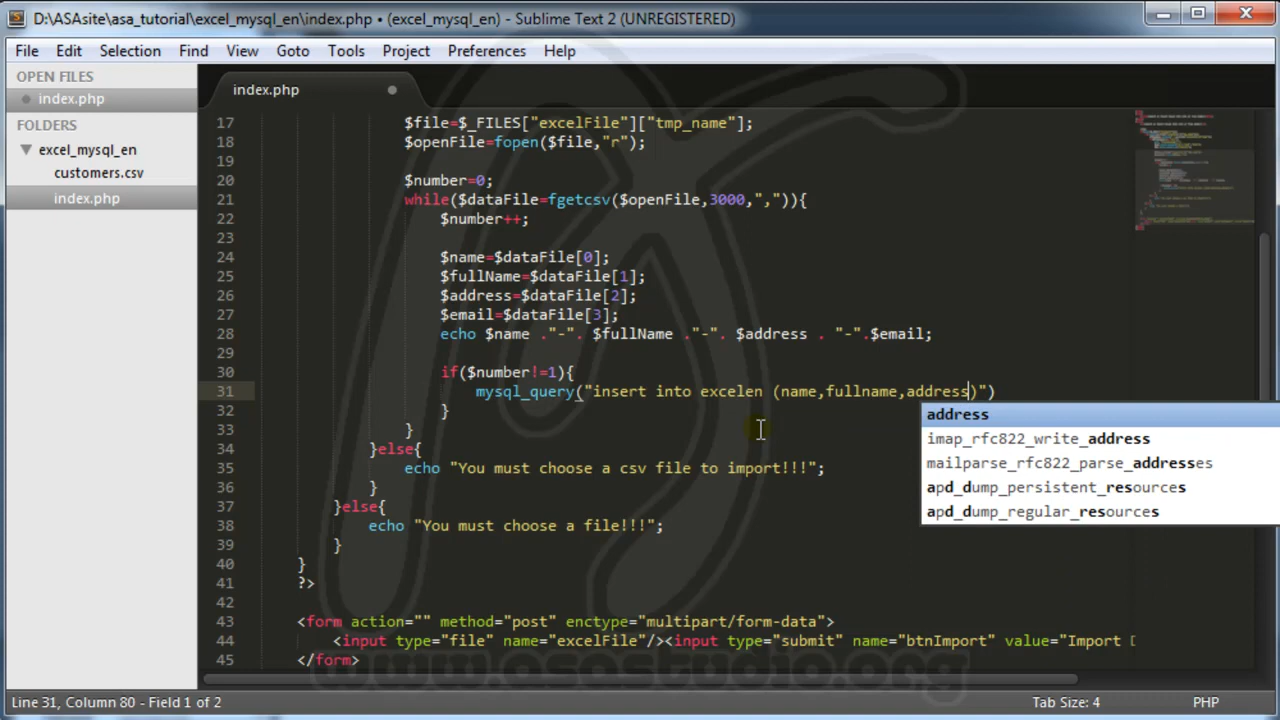 D:\ASAsite\asa_tutorial\excel_mysql_en\index.php • (excel_mysql_en) - Sublime Text 2 (UNREGISTERED)
File Edit Selection Find View Goto Tools Project Preferences Help
OPEN FILES
index.php
FOLDERS
excel_mysql_en
customers.csv
index.php
index.php
17 $file=$_FILES["excelFile"]["tmp_name"];
18 $openFile=fopen($file,"r");
19
20 $number=0;
21 while($dataFile=fgetcsv($openFile,3000,",")){
22 $number++;
23
24 $name=$dataFile[0];
25 $fullName=$dataFile[1];
26 $address=$dataFile[2];
27 $email=$dataFile[3];
28 echo $name ."-". $fullName ."-". $address . "-".$email;
29
30 if($number!=1){
31 mysql_query("insert into excelen (name,fullname,address)")
32 }
33 }
34 }else{
35 echo "You must choose a csv file to import!!!";
36 }
37 }else{
38 echo "You must choose a file!!!";
39 }
40 }
41 ?>
42
43 <form action="" method="post" enctype="multipart/form-data">
44 <input type="file" name="excelFile"/><input type="submit" name="btnImport" value="Import D
45 </form>
address
imap_rfc822_write_address
mailparse_rfc822_parse_addresses
apd_dump_persistent_resources
apd_dump_regular_resources
www.asastudio.org
Line 31, Column 80 - Field 1 of 2
Tab Size: 4
PHP